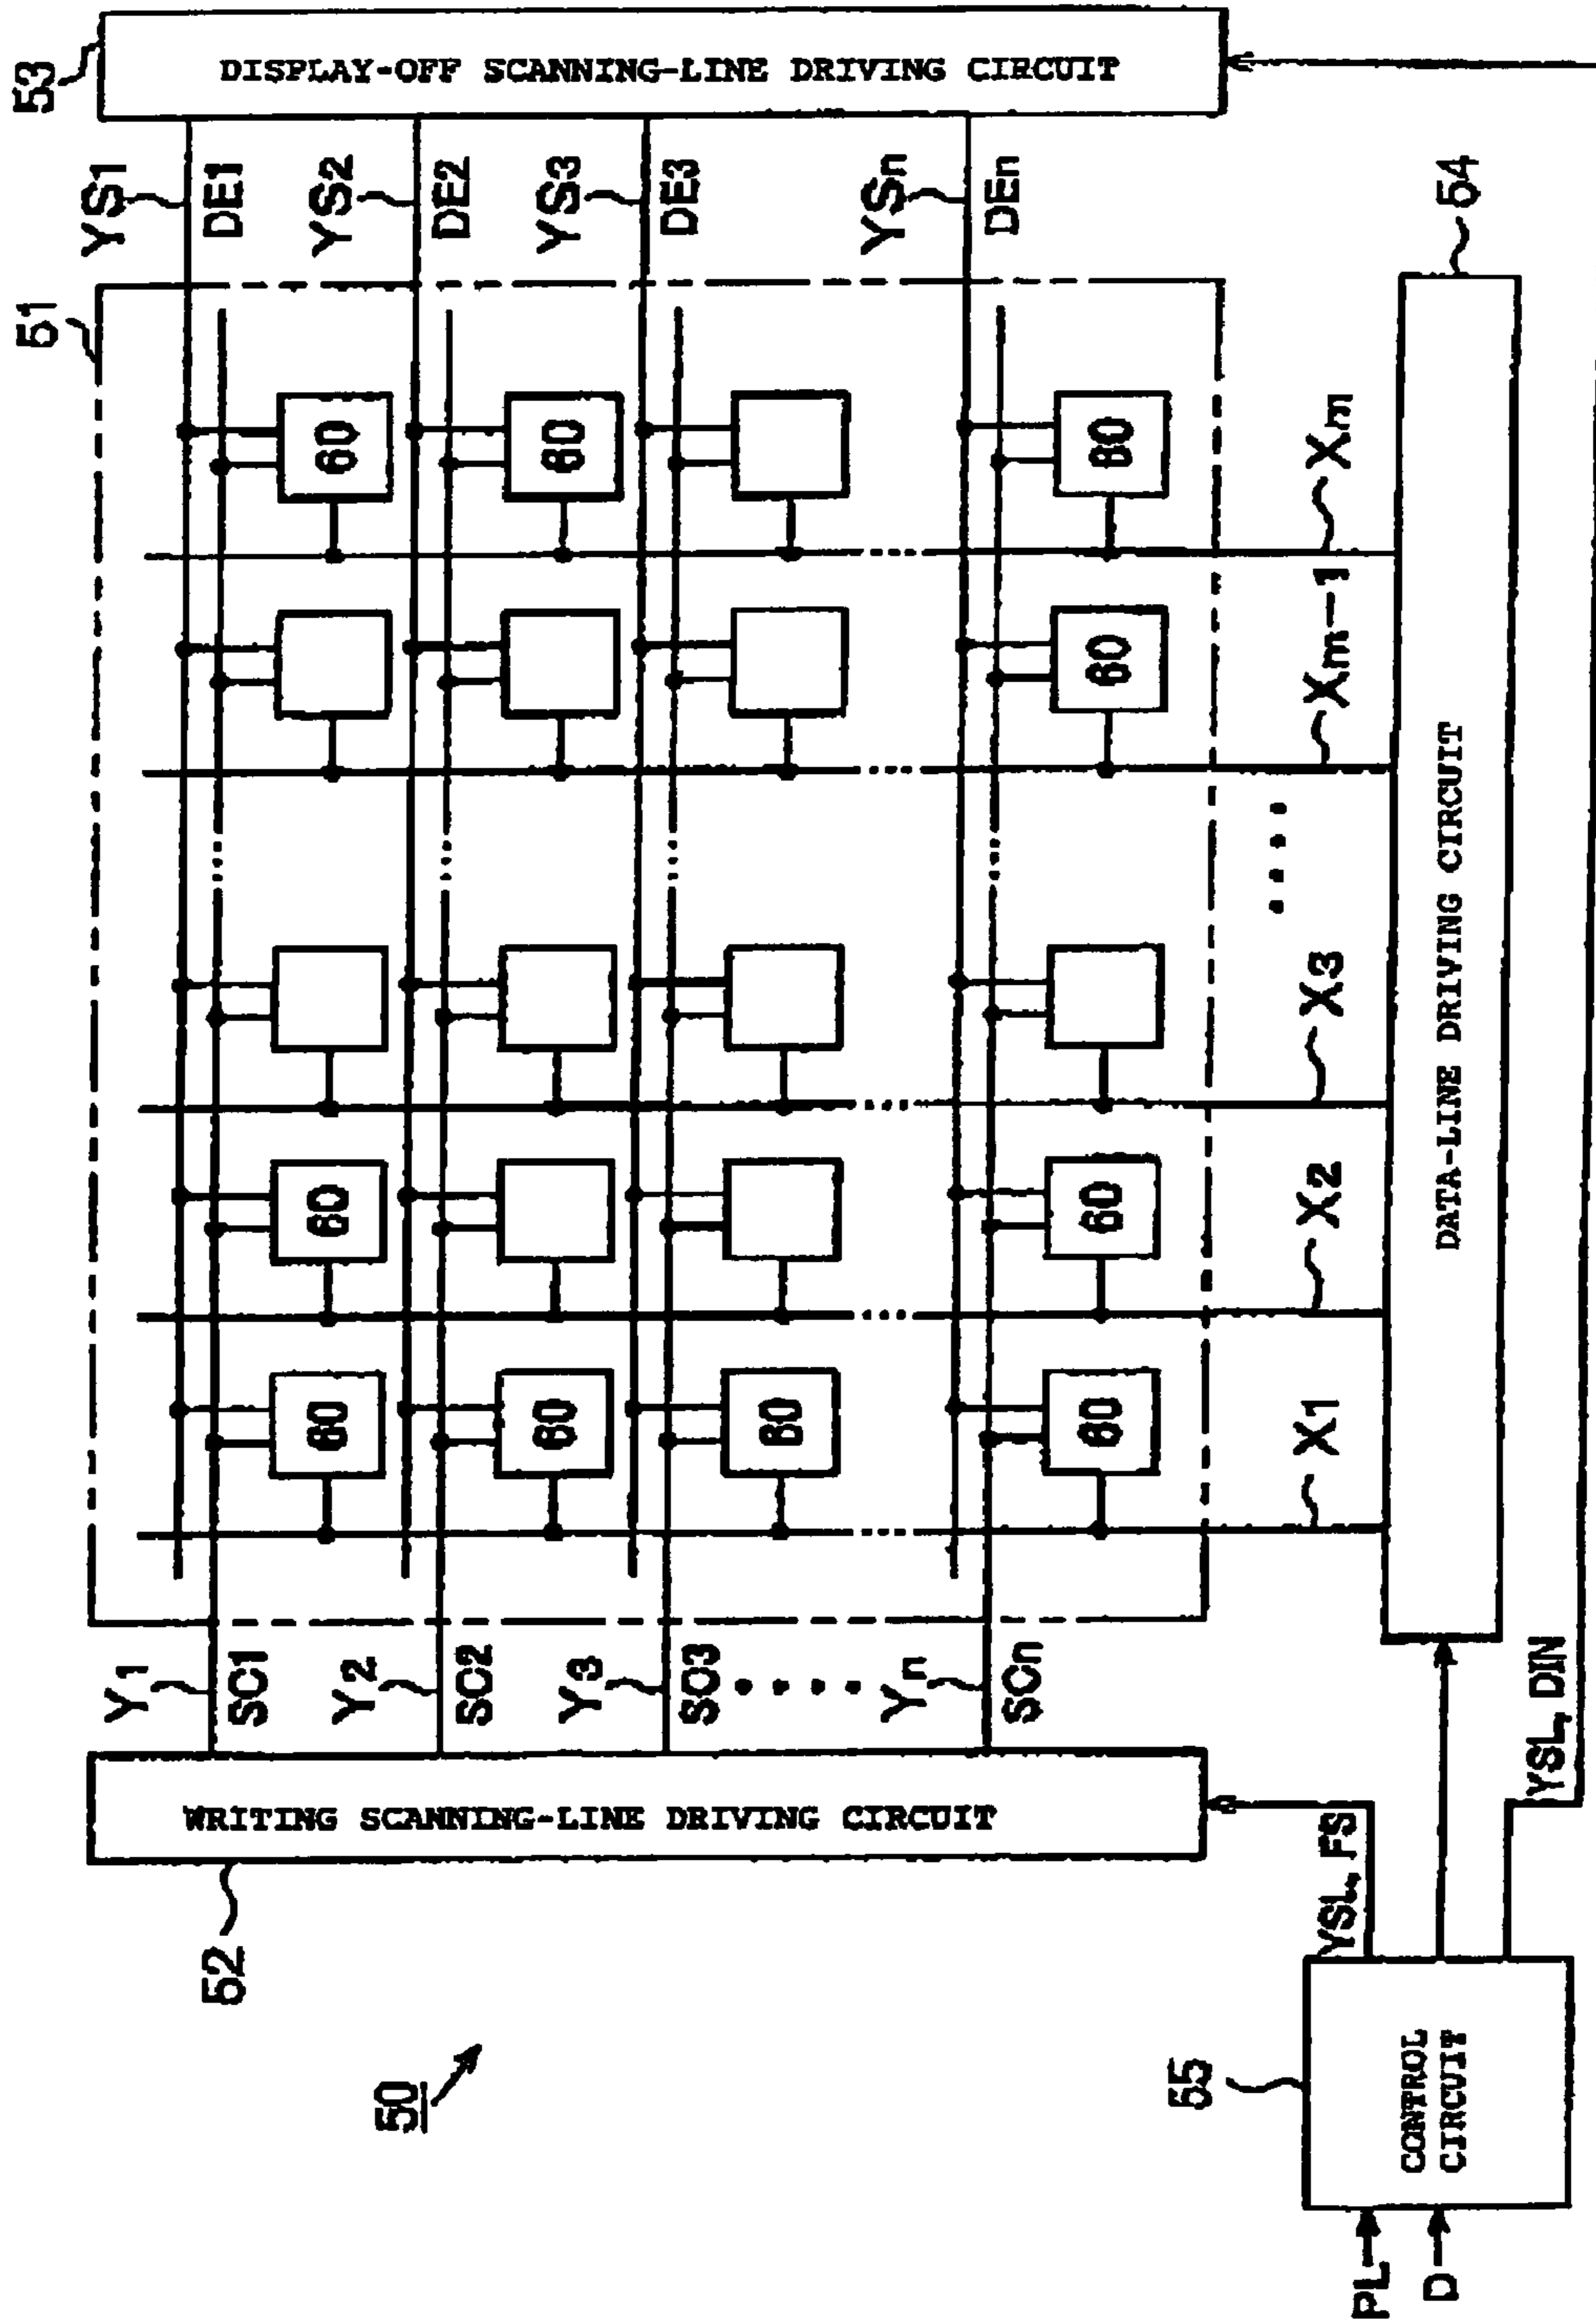 50
52
51
53
WRITING SCANNING-LINE DRIVING CIRCUIT
DISPLAY-OFF SCANNING-LINE DRIVING CIRCUIT
Y1
YS1
SC1
DE1
60 60 60
Y2
YS2
SC2
DE2
60 60
Y3
YS3
SC3
DE3
60
Yn
YSn
SCn
DEn
60 60 60 60
X1 X2 X3 Xm-1 Xm
YSL, FS
55
54
PL
D
CONTROL
CIRCUIT
DATA-LINE DRIVING CIRCUIT
YSL, DIN